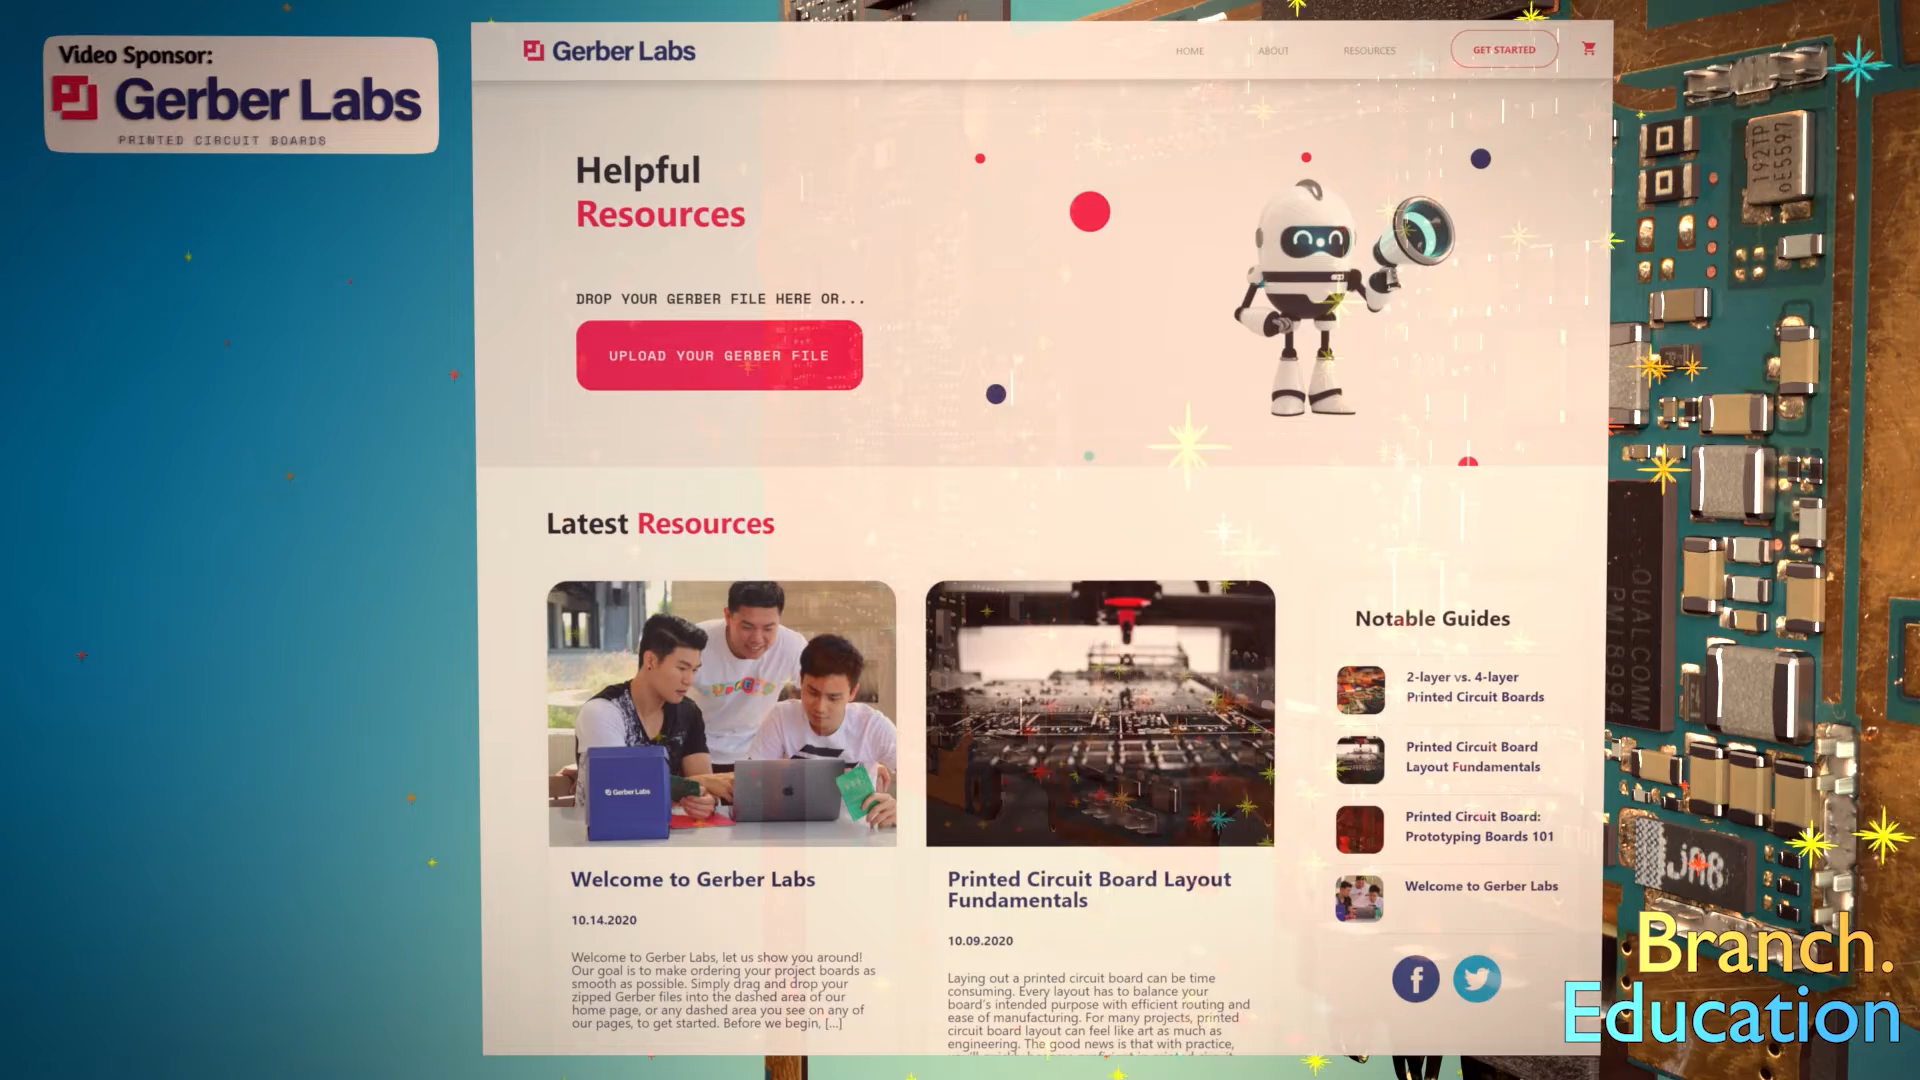 Video Sponsor:
Gerber Labs
PRINTED CIRCUIT BOARDS
Gerber Labs
HOME
ABOUT
RESOURCES
GET STARTED
Helpful
Resources
DROP YOUR GERBER FILE HERE OR...
UPLOAD YOUR GERBER FILE
Latest Resources
Gerber Labs
Welcome to Gerber Labs
10.14.2020
Welcome to Gerber Labs, let us show you around!
Our goal is to make ordering your project boards as
smooth as possible. Simply drag and drop your
zipped Gerber files into the dashed area of our
home page, or any dashed area you see on any of
our pages, to get started. Before we begin, [...]
Printed Circuit Board Layout
Fundamentals
10.09.2020
Laying out a printed circuit board can be time
consuming. Every layout has to balance your
board's intended purpose with efficient routing and
ease of manufacturing. For many projects, printed
circuit board layout can feel like art as much as
engineering. The good news is that with practice,
Notable Guides
2-layer vs. 4-layer
Printed Circuit Boards
Printed Circuit Board
Layout Fundamentals
Printed Circuit Board:
Prototyping Boards 101
Welcome to Gerber Labs
192TP
0E5597
QUALCOMM
PMI8994
jA8
Branch.
Education